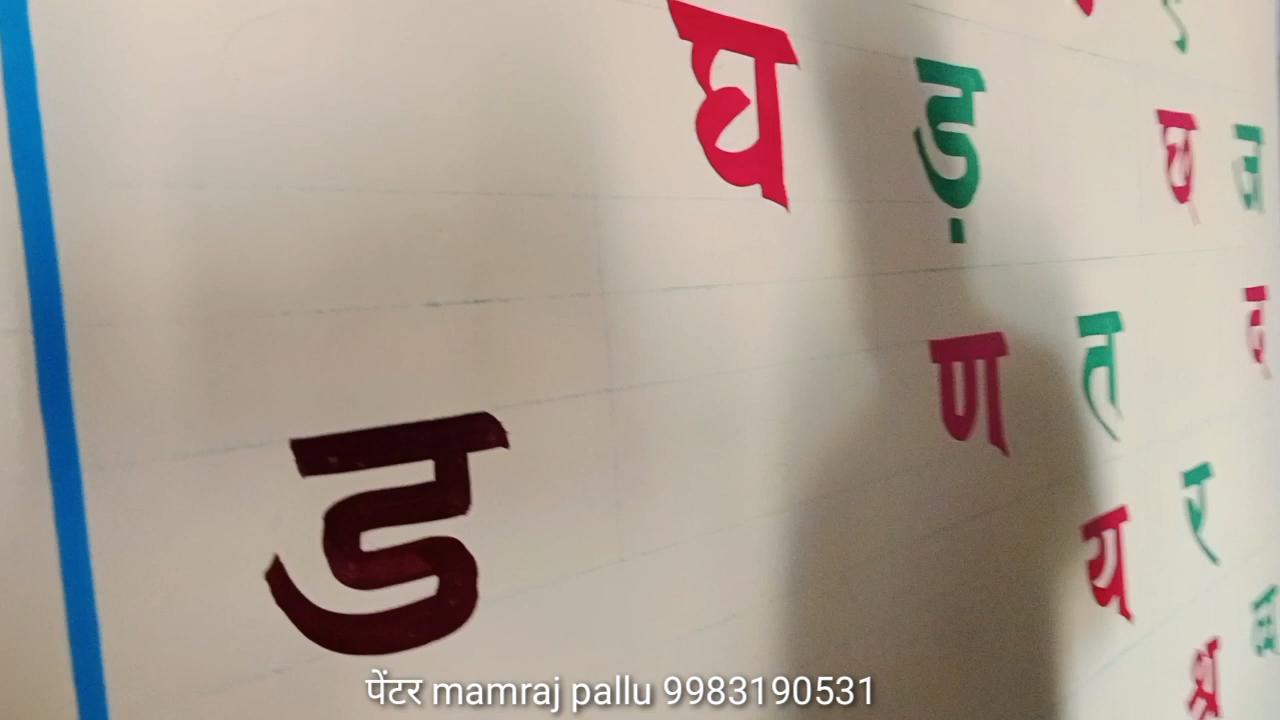 घ ड़ छ ज
ड ण त द
य र
श्र
पेंटर mamraj pallu 9983190531